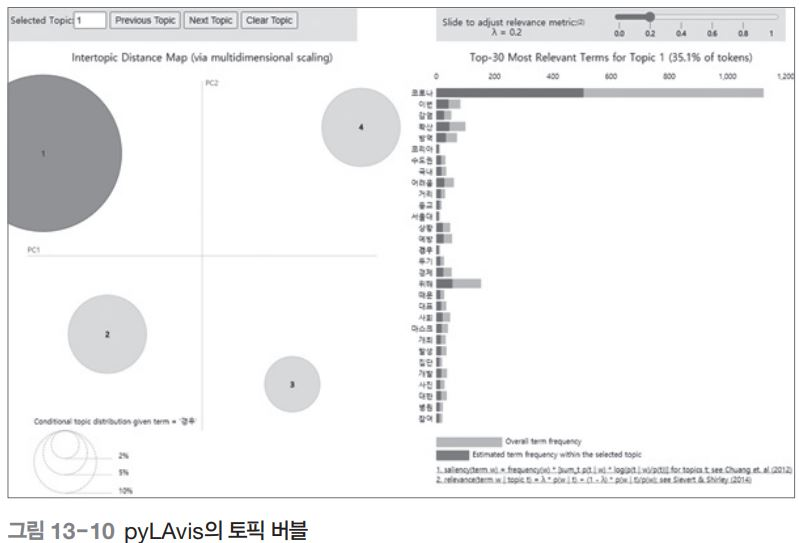 Selected Topic: 1 Previous Topic Next Topic Clear Topic
Slide to adjust relevance metric:(2)
λ = 0.2
0.0 0.2 0.4 0.6 0.8 1
Intertopic Distance Map (via multidimensional scaling)
PC2
PC1
1
4
2
3
Conditional topic distribution given term = '경우'
2%
5%
10%
Top-30 Most Relevant Terms for Topic 1 (35.1% of tokens)
0 200 400 600 800 1,000 1,200
코로나
이번
감염
확산
방역
코리아
수도원
국내
어려움
거리
등교
서울대
상황
예방
경우
투기
경제
위해
때문
대표
사회
마스크
개최
발생
집단
개발
사진
대한
병원
참여
Overall term frequency
Estimated term frequency within the selected topic
1. saliency(term w) = frequency(w) * [sum_t p(t | w) * log(p(t | w)/p(t))] for topics t; see Chuang et. al (2012)
2. relevance(term w | topic t) = λ * p(w | t) + (1 - λ) * p(w | t)/p(w); see Sievert & Shirley (2014)
그림 13-10 pyLAvis의 토픽 버블